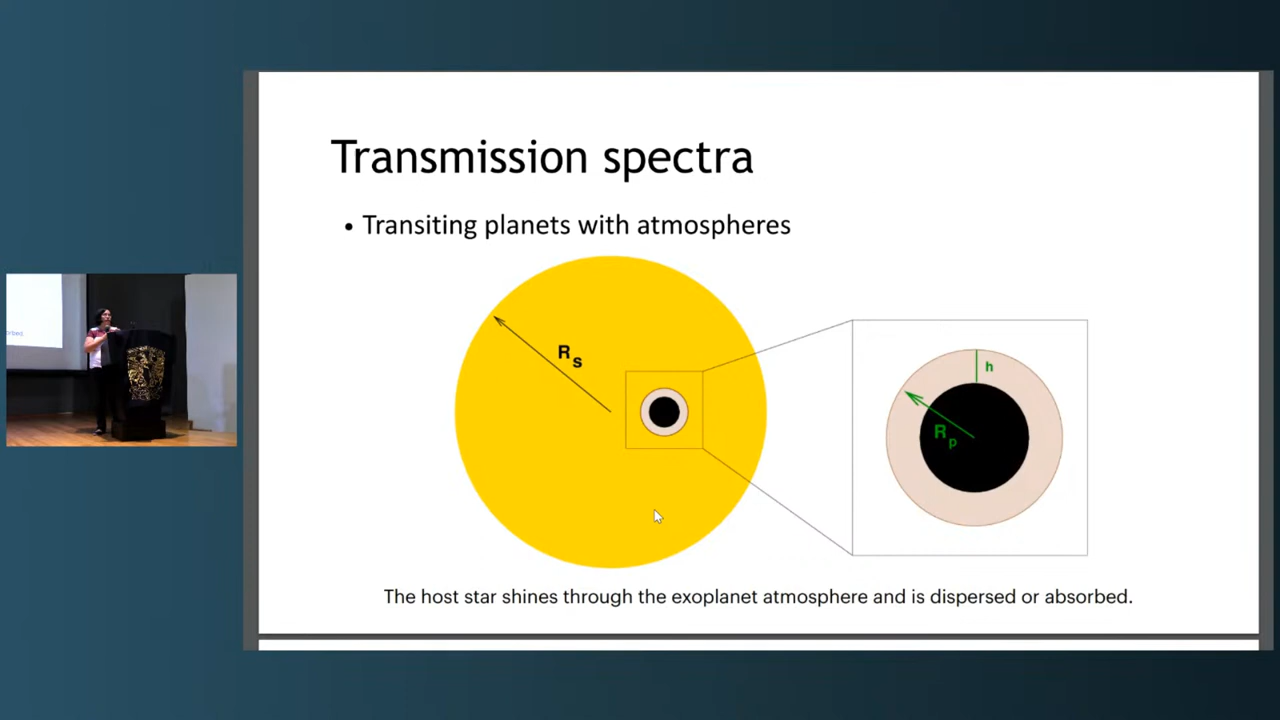 Transmission spectra
• Transiting planets with atmospheres
Rs
h
Rp
The host star shines through the exoplanet atmosphere and is dispersed or absorbed.